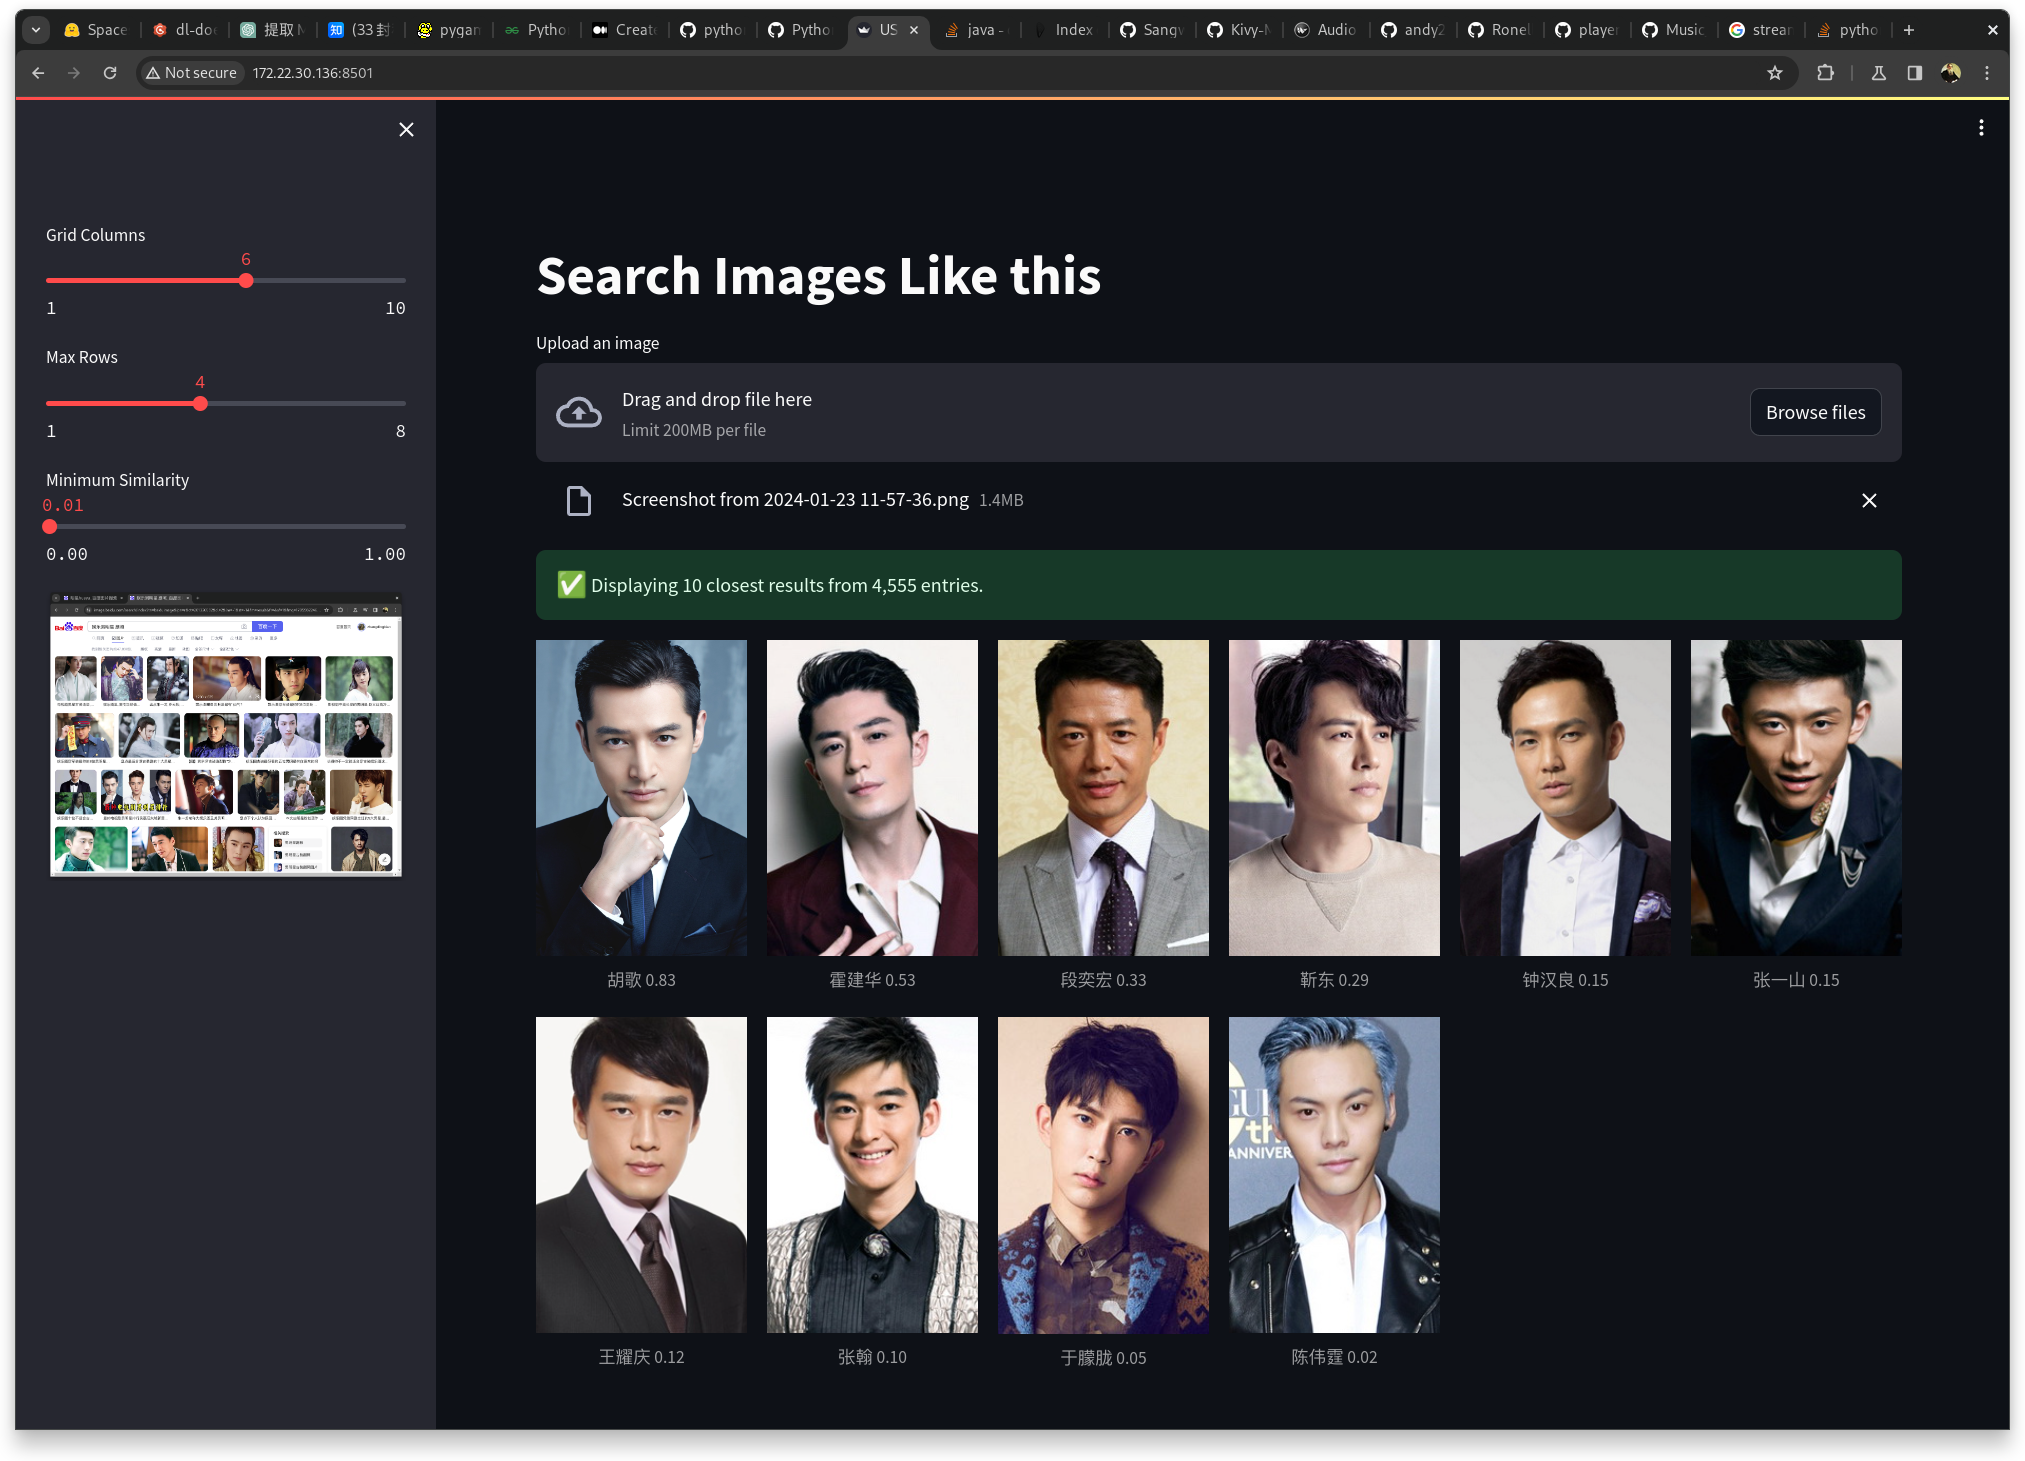 Space
dl-doe
提取 M
(33 封
pygan
Pytho
Creat
pytho
Pytho
US
java -
Index
Sangv
Kivy-M
Audio
andy2
Ronel
player
Music
strear
pytho
Not secure
172.22.30.136:8501
Grid Columns
6
1
10
Max Rows
4
1
8
Minimum Similarity
0.01
0.00
1.00
Search Images Like this
Upload an image
Drag and drop file here
Limit 200MB per file
Browse files
Screenshot from 2024-01-23 11-57-36.png 1.4MB
Displaying 10 closest results from 4,555 entries.
胡歌 0.83
霍建华 0.53
段奕宏 0.33
靳东 0.29
钟汉良 0.15
张一山 0.15
王耀庆 0.12
张翰 0.10
于朦胧 0.05
陈伟霆 0.02